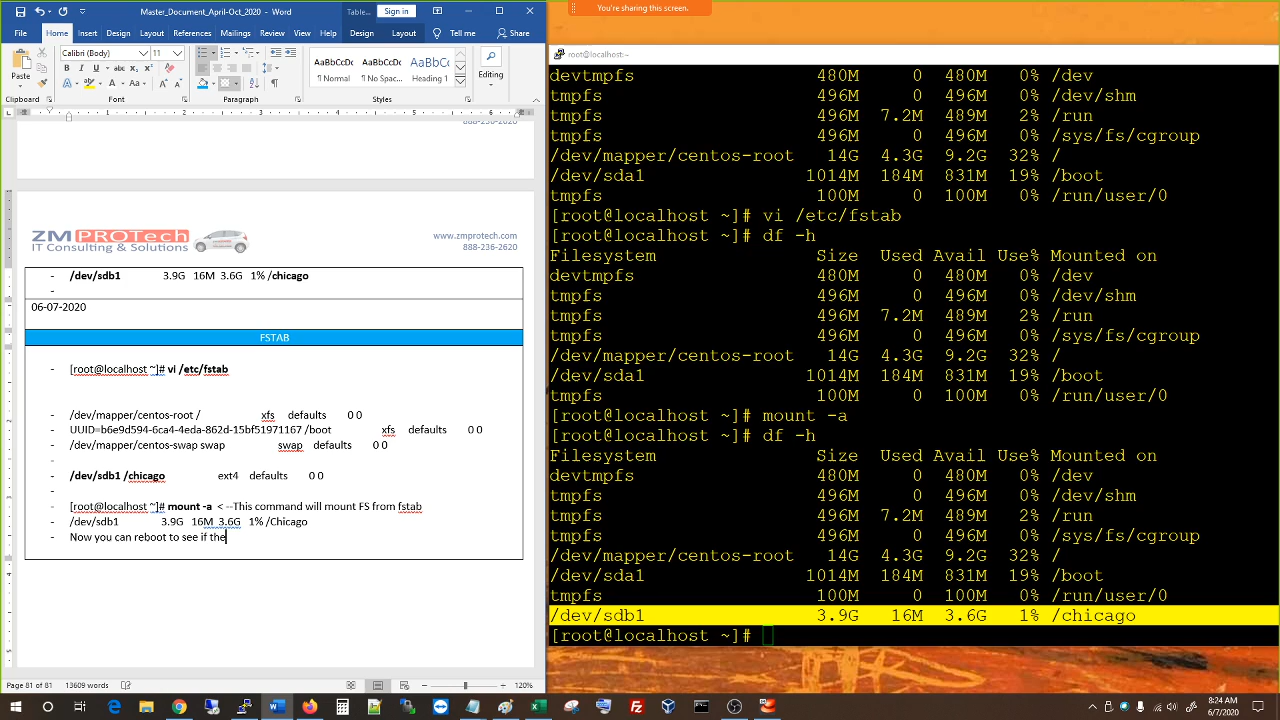 Master_Document_April-Oct_2020 - Word
Table...
Sign in
File Home Insert Design Layout References Mailings Review View Help Design Layout Tell me Share
Calibri (Body) 11
Paste
B I U abc x₂ x²
AaBbCcDc AaBbCcDc AaBbC
¶ Normal ¶ No Spac... Heading 1
Editing
Clipboard Font Paragraph Styles
1 2 3 4 5 6
888-236-2620
ZM PROTech
IT Consulting & Solutions
www.zmprotech.com
888-236-2620
- /dev/sdb1 3.9G 16M 3.6G 1% /chicago
-
06-07-2020
FSTAB
- [root@localhost ~]# vi /etc/fstab
- /dev/mapper/centos-root / xfs defaults 0 0
- UUID=b6e9d594-6ca4-4eda-862d-15bf51971167 /boot xfs defaults 0 0
- /dev/mapper/centos-swap swap swap defaults 0 0
-
- /dev/sdb1 /chicago ext4 defaults 0 0
-
- [root@localhost ~]# mount -a < --This command will mount FS from fstab
- /dev/sdb1 3.9G 16M 3.6G 1% /Chicago
- Now you can reboot to see if the
Page 81 of 81 13609 words 120%
You're sharing this screen.
root@localhost:~
devtmpfs 480M 0 480M 0% /dev
tmpfs 496M 0 496M 0% /dev/shm
tmpfs 496M 7.2M 489M 2% /run
tmpfs 496M 0 496M 0% /sys/fs/cgroup
/dev/mapper/centos-root 14G 4.3G 9.2G 32% /
/dev/sda1 1014M 184M 831M 19% /boot
tmpfs 100M 0 100M 0% /run/user/0
[root@localhost ~]# vi /etc/fstab
[root@localhost ~]# df -h
Filesystem Size Used Avail Use% Mounted on
devtmpfs 480M 0 480M 0% /dev
tmpfs 496M 0 496M 0% /dev/shm
tmpfs 496M 7.2M 489M 2% /run
tmpfs 496M 0 496M 0% /sys/fs/cgroup
/dev/mapper/centos-root 14G 4.3G 9.2G 32% /
/dev/sda1 1014M 184M 831M 19% /boot
tmpfs 100M 0 100M 0% /run/user/0
[root@localhost ~]# mount -a
[root@localhost ~]# df -h
Filesystem Size Used Avail Use% Mounted on
devtmpfs 480M 0 480M 0% /dev
tmpfs 496M 0 496M 0% /dev/shm
tmpfs 496M 7.2M 489M 2% /run
tmpfs 496M 0 496M 0% /sys/fs/cgroup
/dev/mapper/centos-root 14G 4.3G 9.2G 32% /
/dev/sda1 1014M 184M 831M 19% /boot
tmpfs 100M 0 100M 0% /run/user/0
/dev/sdb1 3.9G 16M 3.6G 1% /chicago
[root@localhost ~]#
8:24 AM
6/7/2020